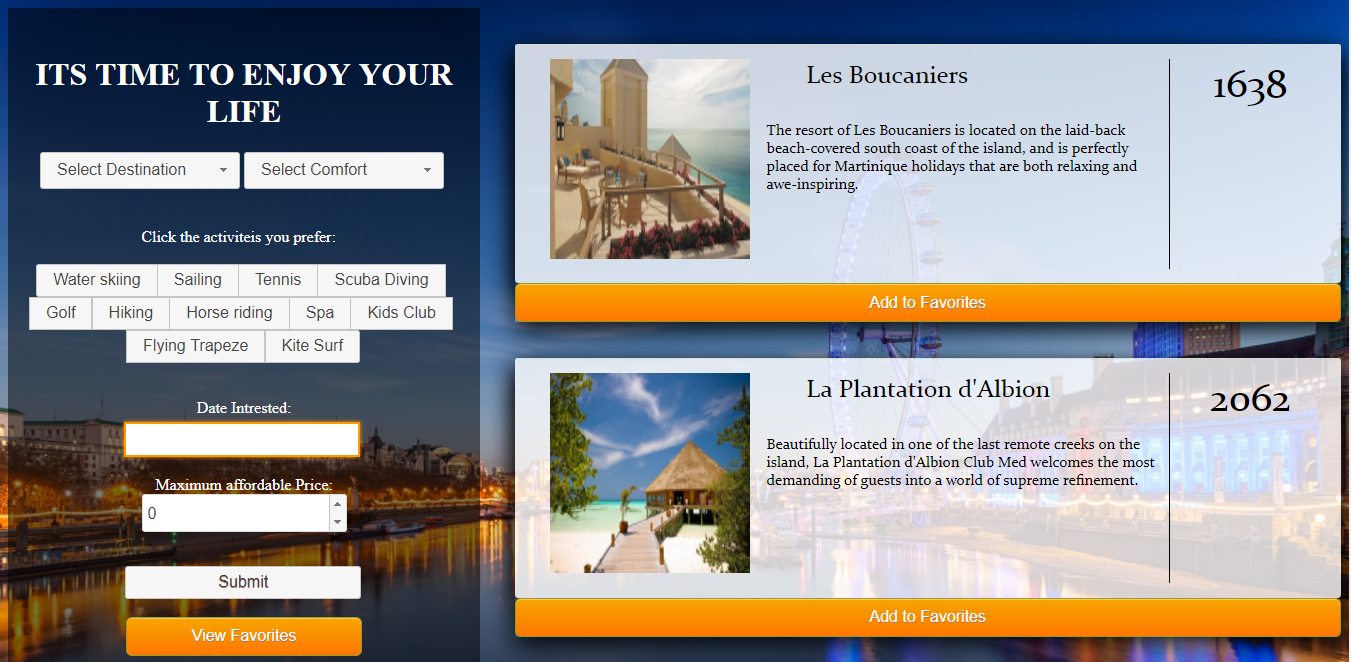 ITS TIME TO ENJOY YOUR
LIFE
Select Destination
Select Comfort
Click the activiteis you prefer:
Water skiing
Sailing
Tennis
Scuba Diving
Golf
Hiking
Horse riding
Spa
Kids Club
Flying Trapeze
Kite Surf
Date Intrested:
Maximum affordable Price:
0
Submit
View Favorites
Les Boucaniers
1638
The resort of Les Boucaniers is located on the laid-back
beach-covered south coast of the island, and is perfectly
placed for Martinique holidays that are both relaxing and
awe-inspiring.
Add to Favorites
La Plantation d'Albion
2062
Beautifully located in one of the last remote creeks on the
island, La Plantation d'Albion Club Med welcomes the most
demanding of guests into a world of supreme refinement.
Add to Favorites